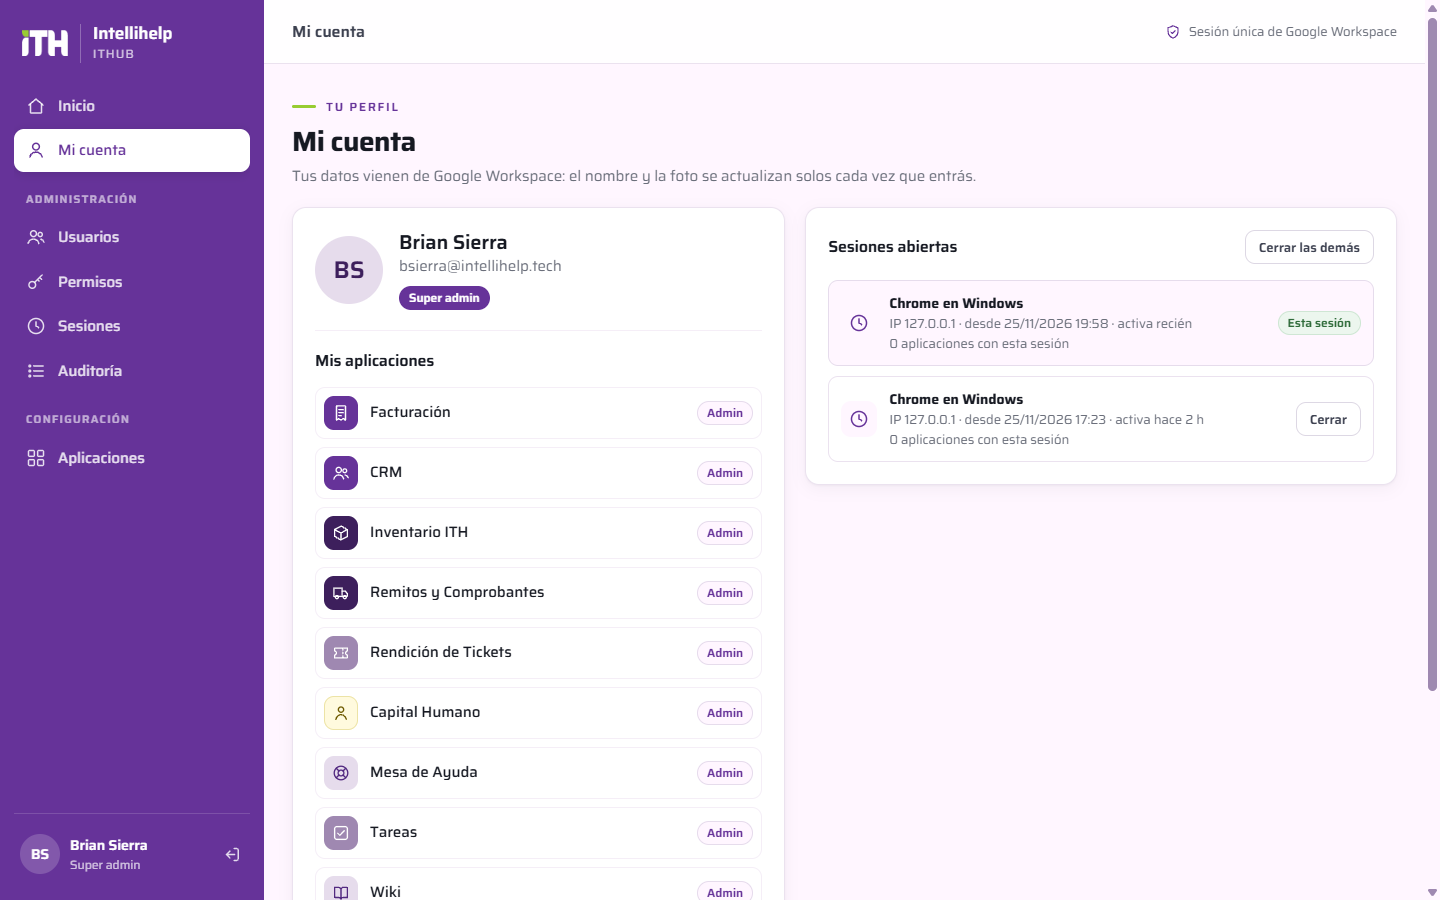 iTH
Intellihelp
ITHUB
Inicio
Mi cuenta
ADMINISTRACIÓN
Usuarios
Permisos
Sesiones
Auditoría
CONFIGURACIÓN
Aplicaciones
BS
Brian Sierra
Super admin
Mi cuenta
Sesión única de Google Workspace
TU PERFIL
Mi cuenta
Tus datos vienen de Google Workspace: el nombre y la foto se actualizan solos cada vez que entrás.
BS
Brian Sierra
bsierra@intellihelp.tech
Super admin
Mis aplicaciones
Facturación Admin
CRM Admin
Inventario ITH Admin
Remitos y Comprobantes Admin
Rendición de Tickets Admin
Capital Humano Admin
Mesa de Ayuda Admin
Tareas Admin
Wiki Admin
Sesiones abiertas
Cerrar las demás
Chrome en Windows
IP 127.0.0.1 · desde 25/11/2026 19:58 · activa recién
0 aplicaciones con esta sesión
Esta sesión
Chrome en Windows
IP 127.0.0.1 · desde 25/11/2026 17:23 · activa hace 2 h
0 aplicaciones con esta sesión
Cerrar